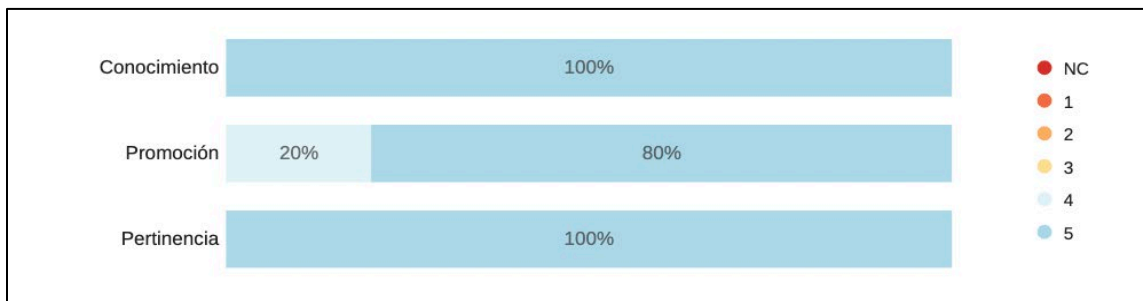 Conocimiento
100%
Promoción
20%
80%
Pertinencia
100%
NC
1
2
3
4
5